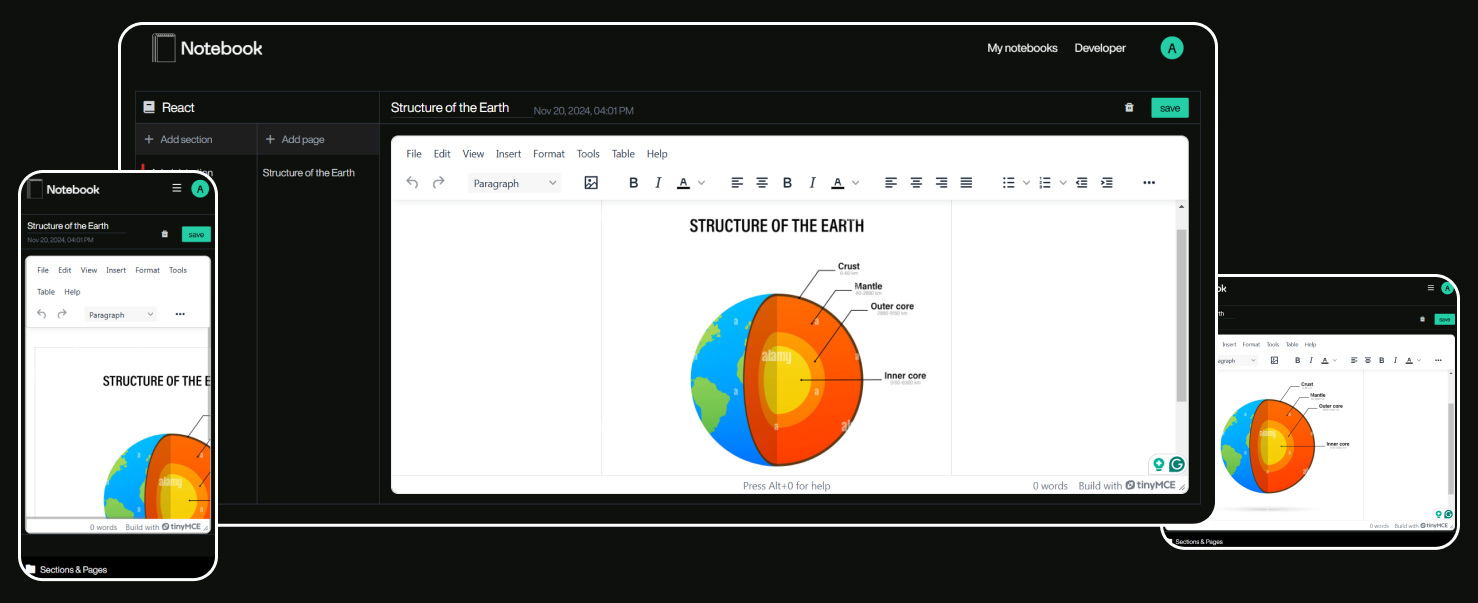 Notebook
My notebooks Developer A
React
Structure of the Earth Nov 20, 2024, 04:01 PM save
+ Add section + Add page
Structure of the Earth
File Edit View Insert Format Tools Table Help
Paragraph B I A B I A
STRUCTURE OF THE EARTH
Crust
Mantle
Outer core
Inner core
alamy
a
a
a
a
a
Press Alt+0 for help
0 words Build with tinyMCE
Notebook A
Structure of the Earth
Nov 20, 2024, 04:01 PM save
File Edit View Insert Format Tools
Table Help
Paragraph
STRUCTURE OF THE E
alamy
0 words Build with tinyMCE
Sections & Pages
ok A
rth save
Insert Format Tools Table Help
agraph B I A B I A
Crust
Mantle
Outer core
Inner core
alamy
0 words Build with tinyMCE
Sections & Pages